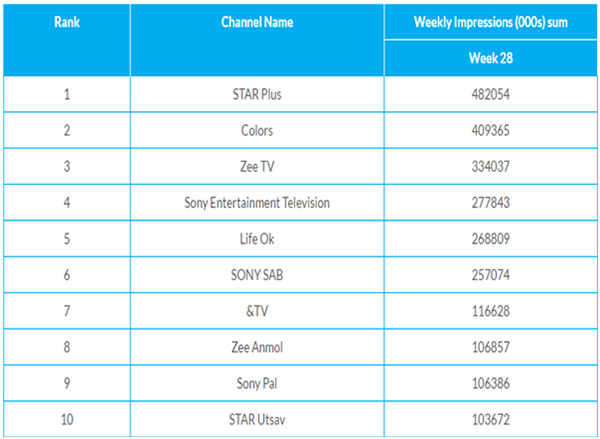 Rank Channel Name Weekly Impressions (000s) sum
Week 28
1 STAR Plus 482054
2 Colors 409365
3 Zee TV 334037
4 Sony Entertainment Television 277843
5 Life Ok 268809
6 SONY SAB 257074
7 &TV 116628
8 Zee Anmol 106857
9 Sony Pal 106386
10 STAR Utsav 103672